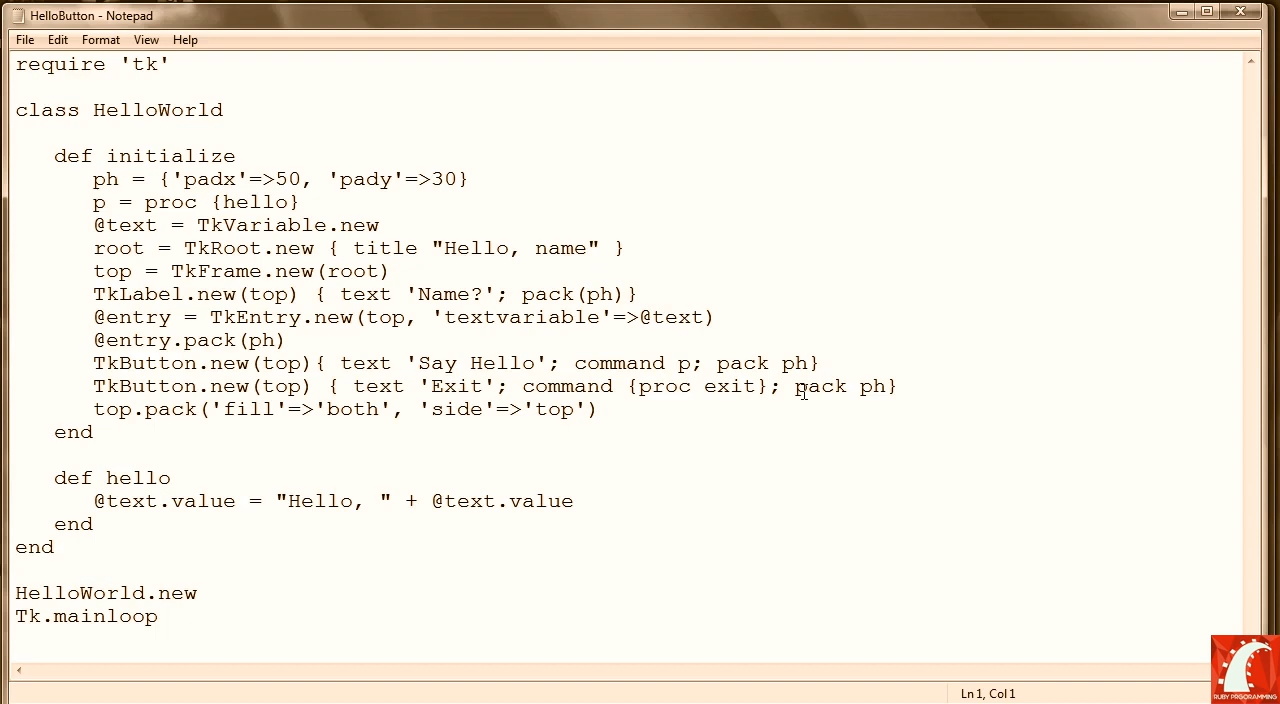 HelloButton - Notepad
File Edit Format View Help
require 'tk'
class HelloWorld
def initialize
ph = {'padx'=>50, 'pady'=>30}
p = proc {hello}
@text = TkVariable.new
root = TkRoot.new { title "Hello, name" }
top = TkFrame.new(root)
TkLabel.new(top) { text 'Name?'; pack(ph)}
@entry = TkEntry.new(top, 'textvariable'=>@text)
@entry.pack(ph)
TkButton.new(top){ text 'Say Hello'; command p; pack ph}
TkButton.new(top) { text 'Exit'; command {proc exit}; pack ph}
top.pack('fill'=>'both', 'side'=>'top')
end
def hello
@text.value = "Hello, " + @text.value
end
end
HelloWorld.new
Tk.mainloop
Ln1, Col1
RUBY PRGORAMMING